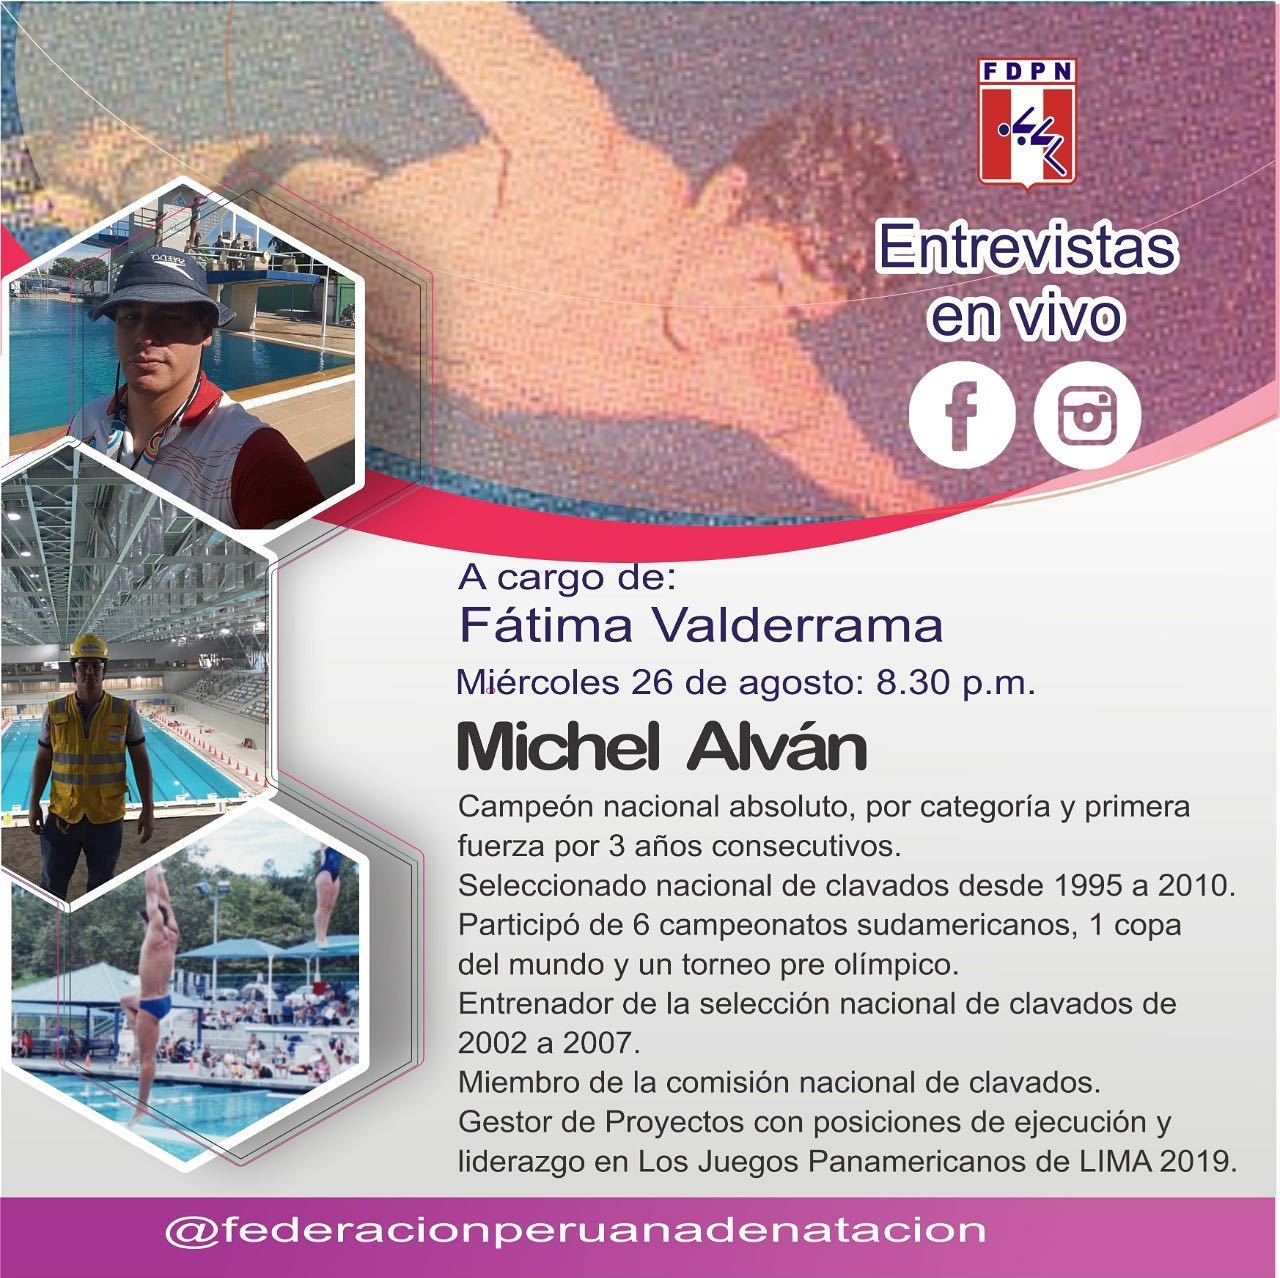 FDPN
Entrevistas
en vivo
SPEEDO
A cargo de:
Fátima Valderrama
Miércoles 26 de agosto: 8.30 p.m.
Michel Alván
Campeón nacional absoluto, por categoría y primera
fuerza por 3 años consecutivos.
Seleccionado nacional de clavados desde 1995 a 2010.
Participó de 6 campeonatos sudamericanos, 1 copa
del mundo y un torneo pre olímpico.
Entrenador de la selección nacional de clavados de
2002 a 2007.
Miembro de la comisión nacional de clavados.
Gestor de Proyectos con posiciones de ejecución y
liderazgo en Los Juegos Panamericanos de LIMA 2019.
@federacionperuanadenatacion